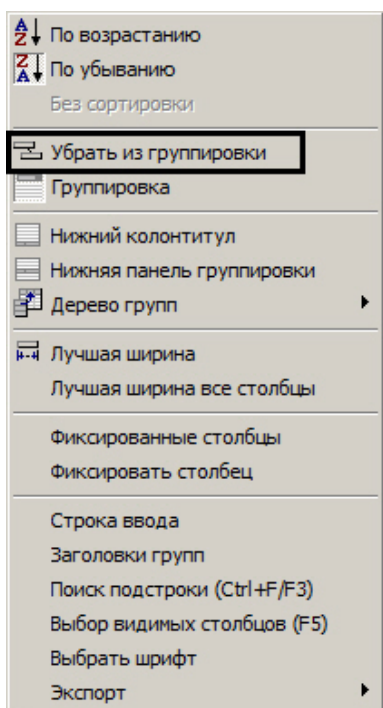 По возрастанию
По убыванию
Без сортировки
Убрать из группировки
Группировка
Нижний колонтитул
Нижняя панель группировки
Дерево групп
Лучшая ширина
Лучшая ширина все столбцы
Фиксированные столбцы
Фиксировать столбец
Строка ввода
Заголовки групп
Поиск подстроки (Ctrl+F/F3)
Выбор видимых столбцов (F5)
Выбрать шрифт
Экспорт